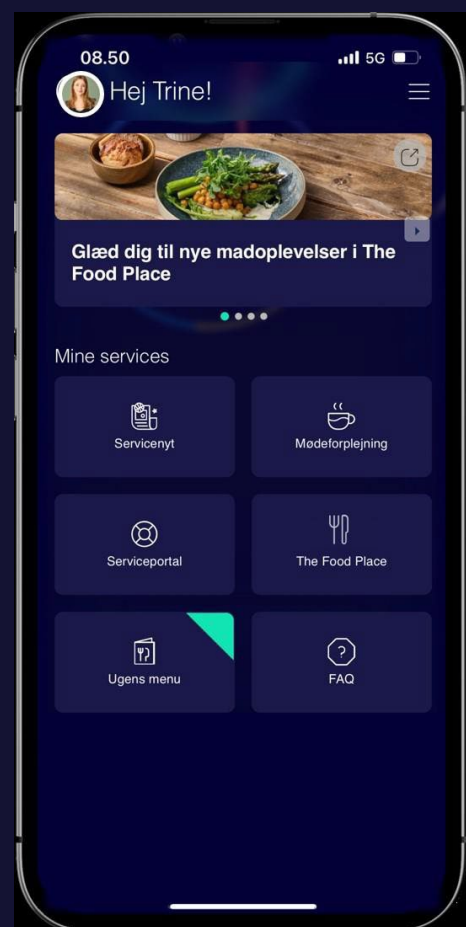 08.50
5G
Hej Trine!
Glæd dig til nye madoplevelser i The
Food Place
Mine services
Servicenyt
Mødeforplejning
Serviceportal
The Food Place
Ugens menu
?
FAQ